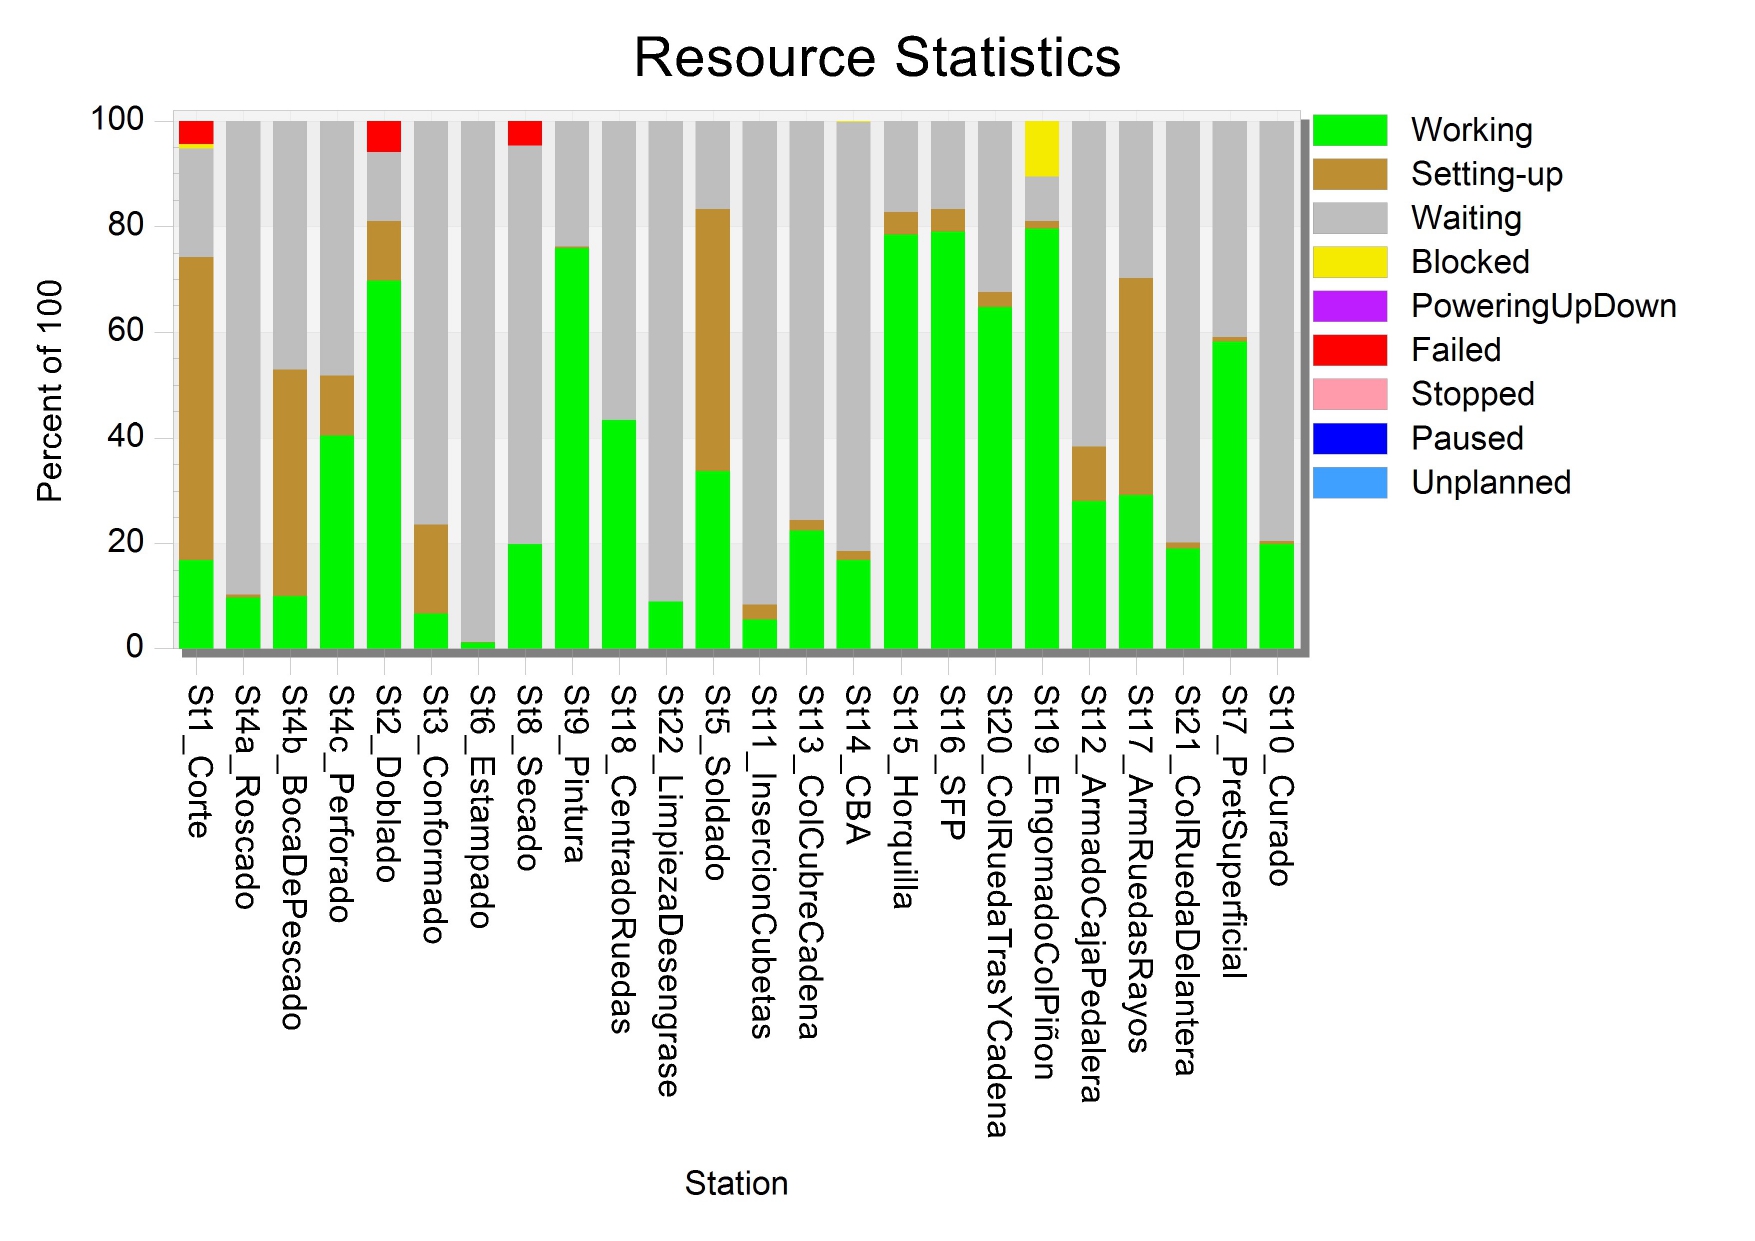 Resource Statistics
100
80
60
40
20
0
Percent of 100
Working
Setting-up
Waiting
Blocked
PoweringUpDown
Failed
Stopped
Paused
Unplanned
St1_Corte
St4a_Roscado
St4b_BocaDePescado
St4c_Perforado
St2_Doblado
St3_Conformado
St6_Estampado
St8_Secado
St9_Pintura
St18_CentradoRuedas
St22_LimpiezaDesengrase
St5_Soldado
St11_InsercionCubetas
St13_ColCubreCadena
St14_CBA
St15_Horquilla
St16_SFP
St20_ColRuedaTrasYCadena
St19_EngomadoColPiñon
St12_ArmadoCajaPedalera
St17_ArmRuedasRayos
St21_ColRuedaDelantera
St7_PretSuperficial
St10_Curado
Station